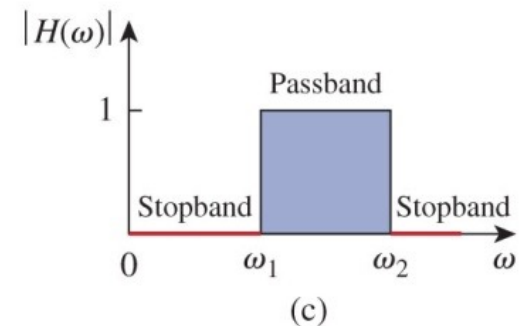 |H(ω)|
Passband
1
Stopband
Stopband
0
ω₁
ω₂
ω
(c)